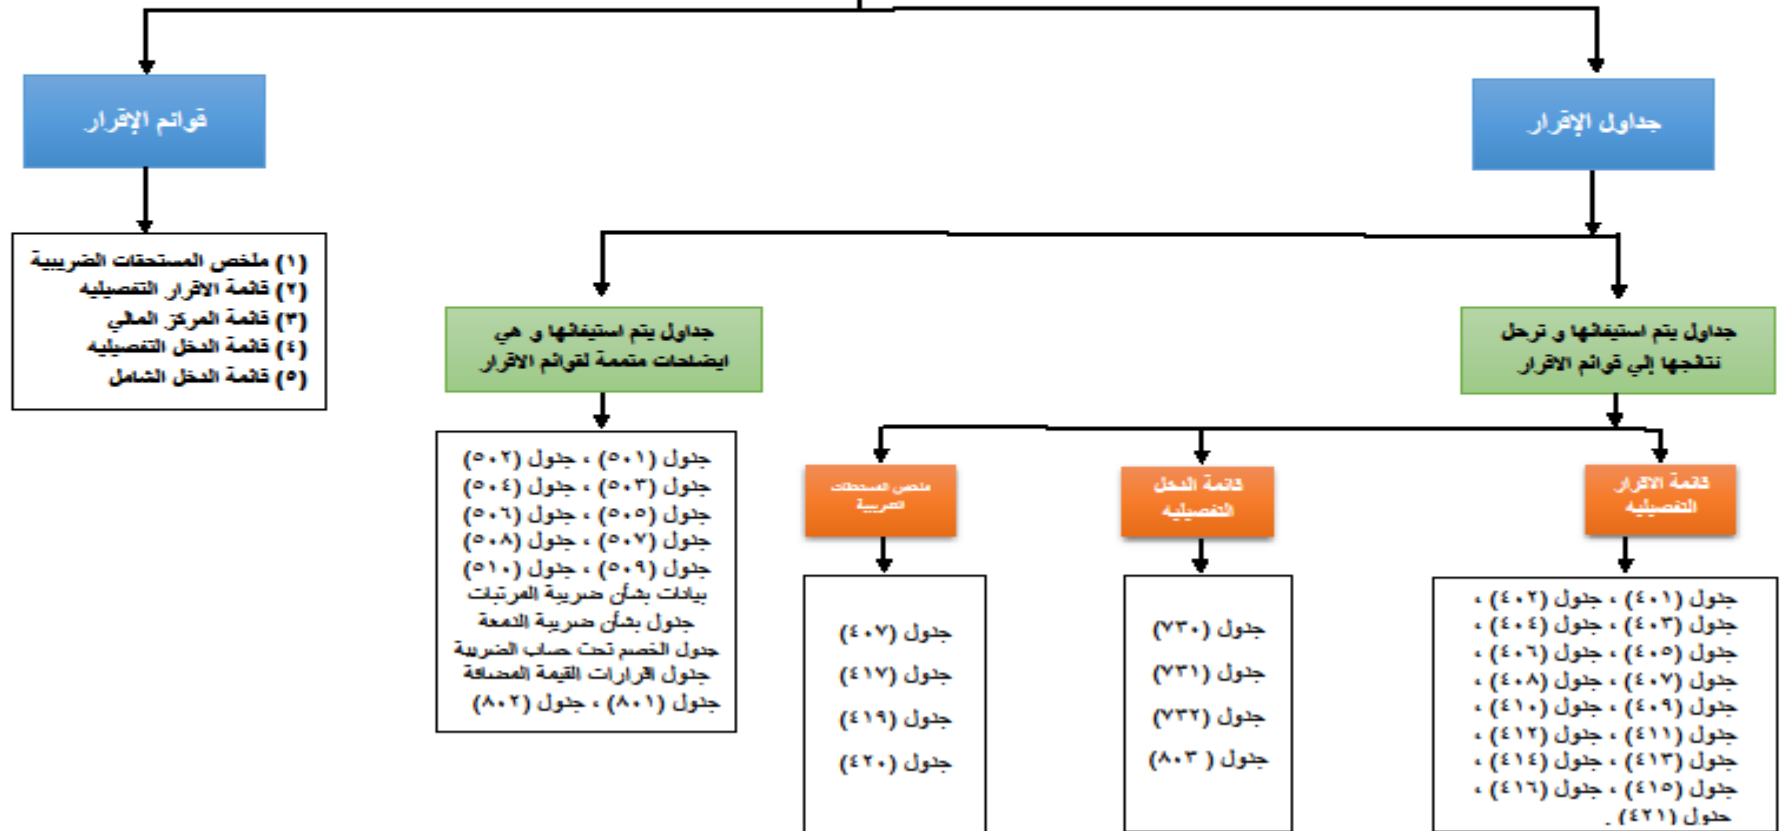 جداول الإقرار
قوائم الإقرار
(١) ملخص المستحقات الضريبية
(٢) قائمة الاقرار التفصيليه
(٣) قائمة المركز المالي
(٤) قائمة الدخل التفصيليه
(٥) قائمة الدخل الشامل
جداول يتم استيفائها و ترحل
نتائجها إلي قوائم الاقرار
جداول يتم استيفائها و هي
ايضاحات متممة لقوائم الاقرار
قائمة الاقرار
التفصيليه
جدول (٤٠١) ، جدول (٤٠٢) ،
جدول (٤٠٣) ، جدول (٤٠٤) ،
جدول (٤٠٥) ، جدول (٤٠٦) ،
جدول (٤٠٧) ، جدول (٤٠٨) ،
جدول (٤٠٩) ، جدول (٤١٠) ،
جدول (٤١١) ، جدول (٤١٢) ،
جدول (٤١٣) ، جدول (٤١٤) ،
جدول (٤١٥) ، جدول (٤١٦) ،
جدول (٤٢١) .
قائمة الدخل
التفصيليه
جدول (٧٣٠)
جدول (٧٣١)
جدول (٧٣٢)
جدول ( ٨٠٣)
ملخص المستحقات
الضريبية
جدول (٤٠٧)
جدول (٤١٧)
جدول (٤١٩)
جدول (٤٢٠)
جدول (٥٠١) ، جدول (٥٠٢)
جدول (٥٠٣) ، جدول (٥٠٤)
جدول (٥٠٥) ، جدول (٥٠٦)
جدول (٥٠٧) ، جدول (٥٠٨)
جدول (٥٠٩) ، جدول (٥١٠)
بيانات بشأن ضريبة المرتبات
جدول بشأن ضريبة الدمغة
جدول الخصم تحت حساب الضريبة
جدول اقرارات القيمة المضافة
جدول (٨٠١) ، جدول (٨٠٢)